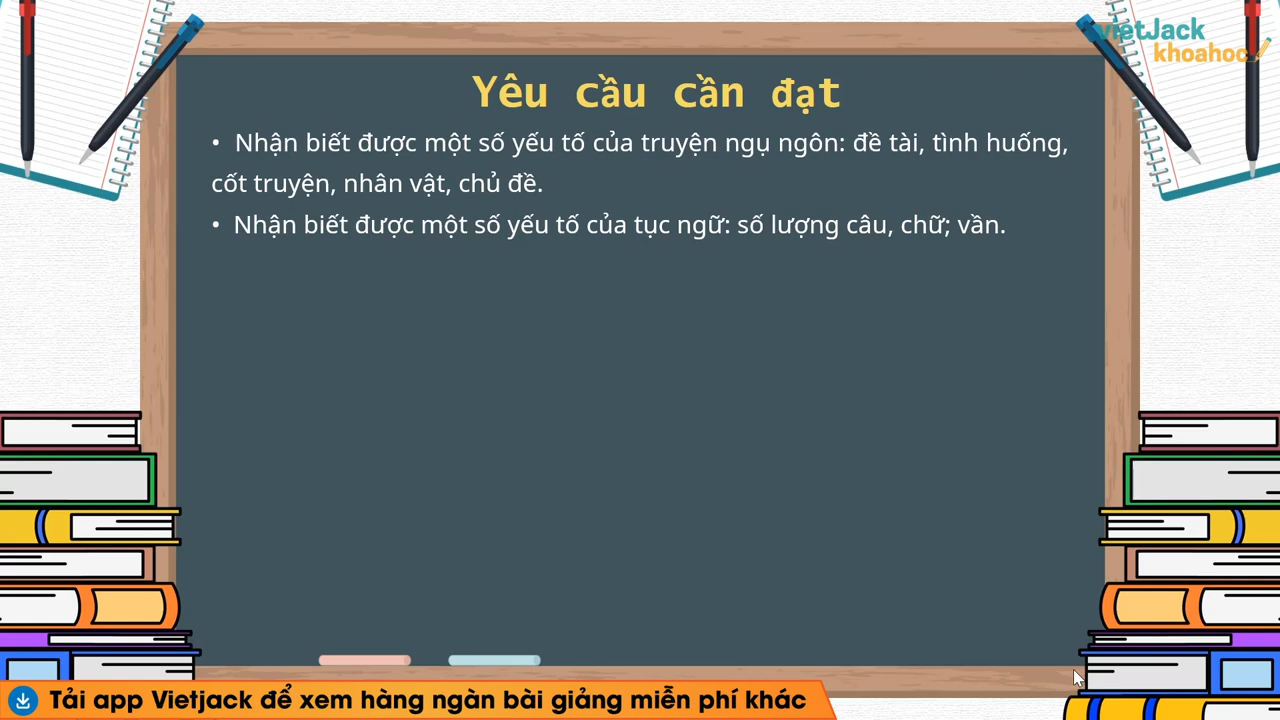 vietJack
khoahoc
Yêu cầu cần đạt
• Nhận biết được một số yếu tố của truyện ngụ ngôn: đề tài, tình huống,
cốt truyện, nhân vật, chủ đề.
• Nhận biết được một số yếu tố của tục ngữ: số lượng câu, chữ; vần.
Tải app Vietjack để xem hàng ngàn bài giảng miễn phí khác